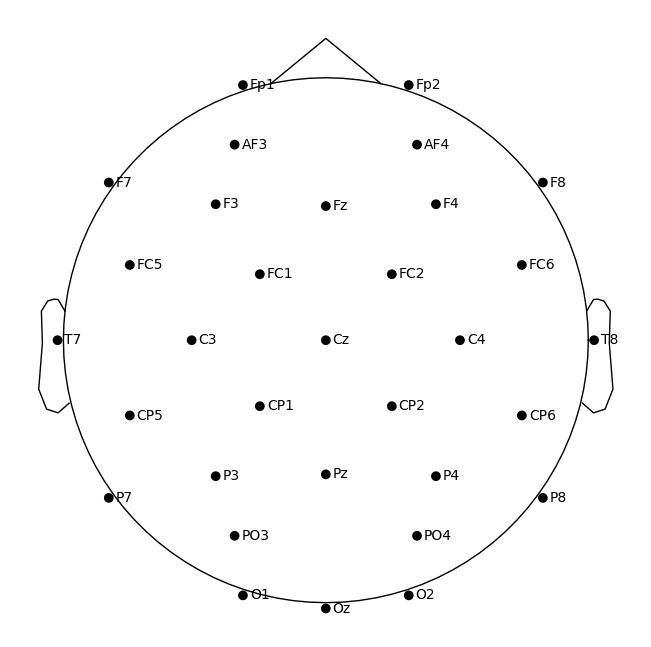 Fp1 Fp2
AF3 AF4
F7 F8
F3 Fz F4
FC5 FC6
FC1 FC2
T7 C3 Cz C4 T8
CP1 CP2
CP5 CP6
P3 Pz P4
P7 P8
PO3 PO4
O1 O2
Oz